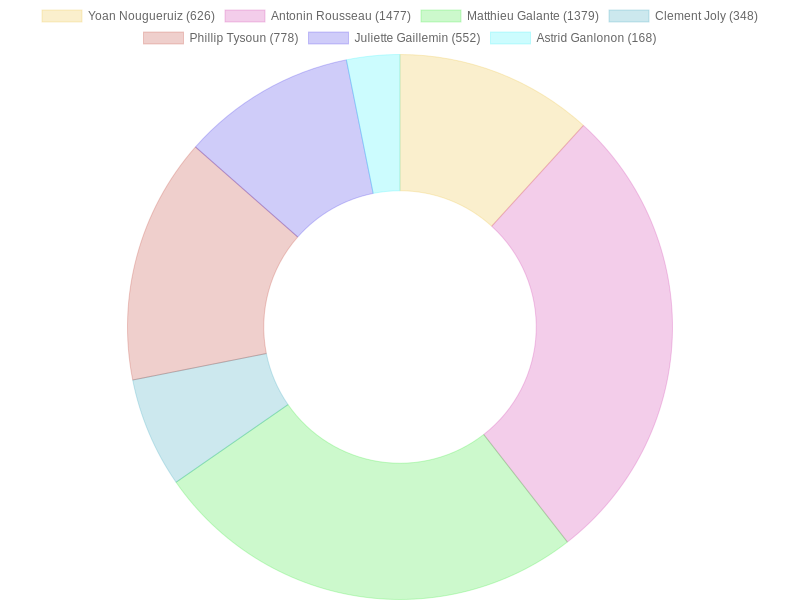 Yoan Nougueruiz (626) Antonin Rousseau (1477) Matthieu Galante (1379) Clement Joly (348)
Phillip Tysoun (778) Juliette Gaillemin (552) Astrid Ganlonon (168)